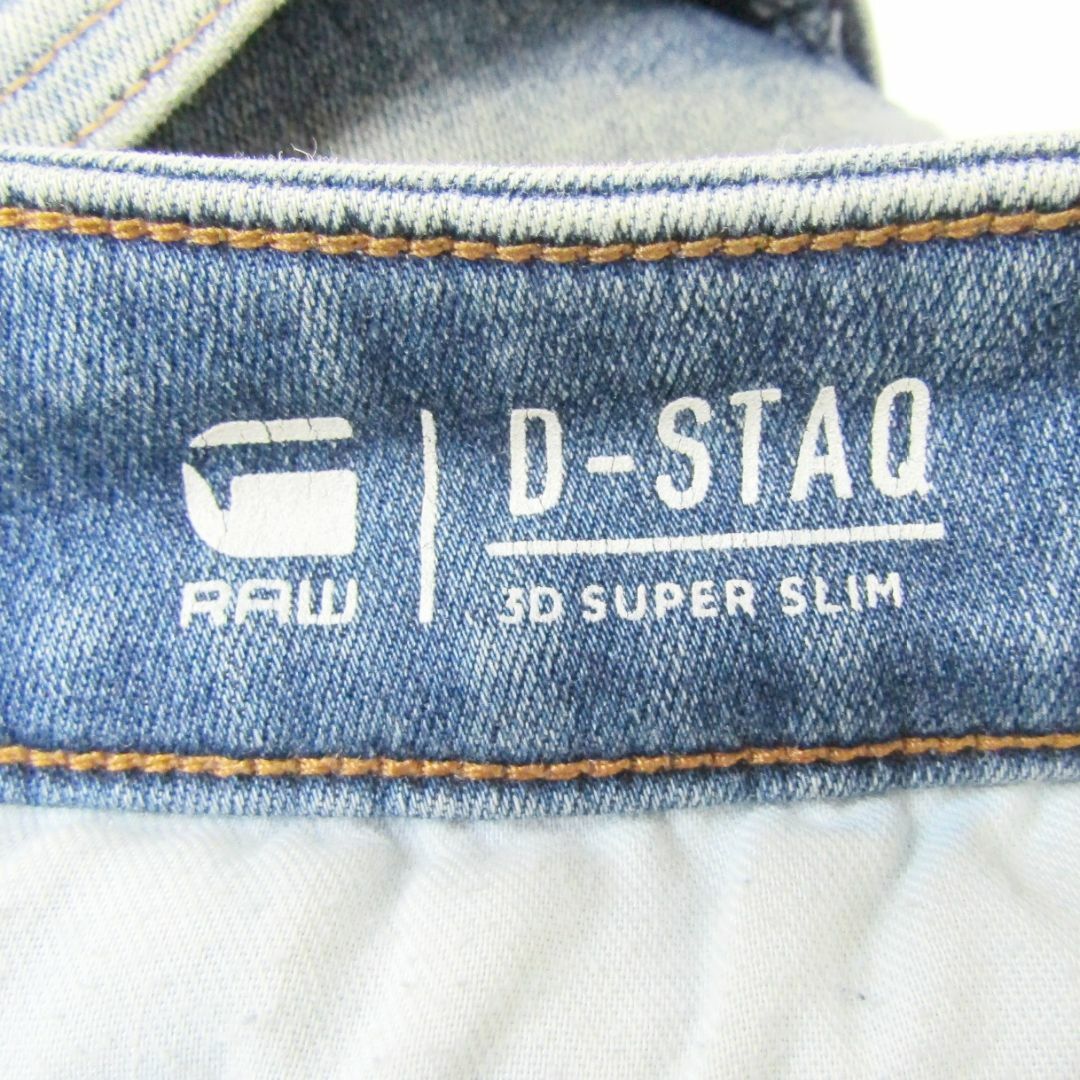 D-STAQ
RAW
3D SUPER SLIM